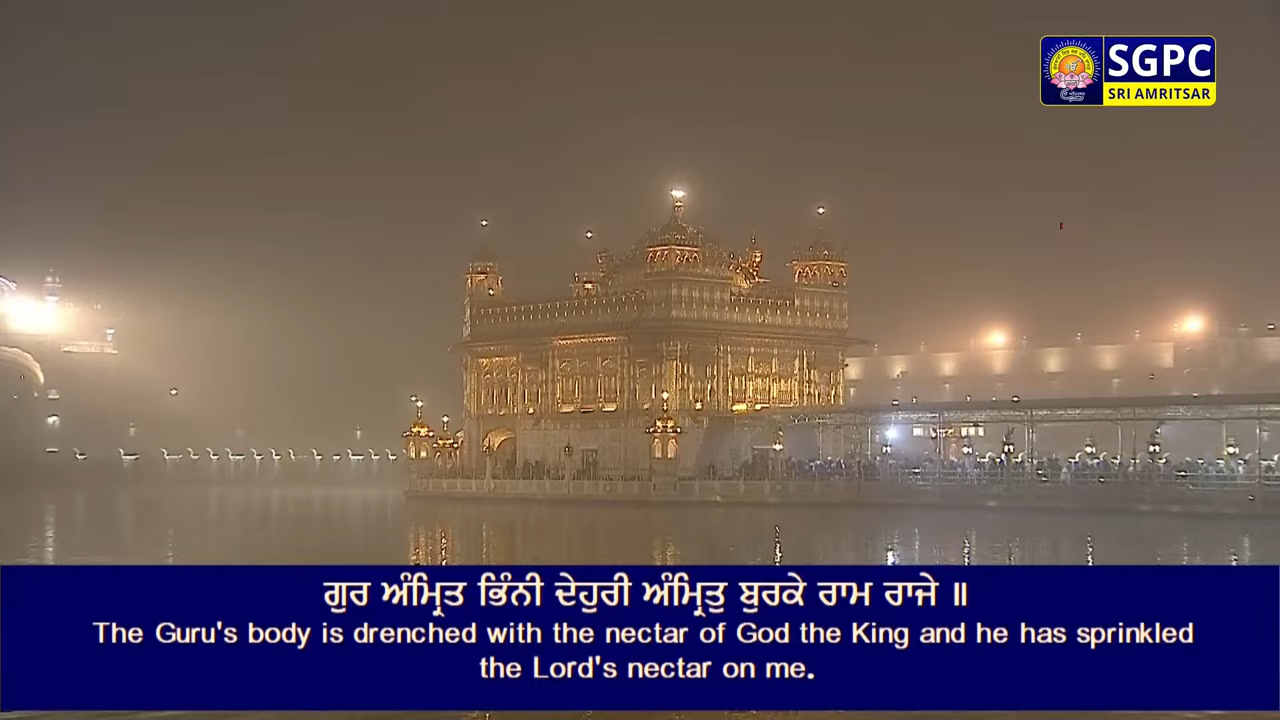 SGPC
SRI AMRITSAR
ਗੁਰ ਅੰਮ੍ਰਿਤ ਭਿੰਨੀ ਦੇਹੁਰੀ ਅੰਮ੍ਰਿਤੁ ਬੁਰਕੇ ਰਾਮ ਰਾਜੇ ॥
The Guru's body is drenched with the nectar of God the King and he has sprinkled
the Lord's nectar on me.